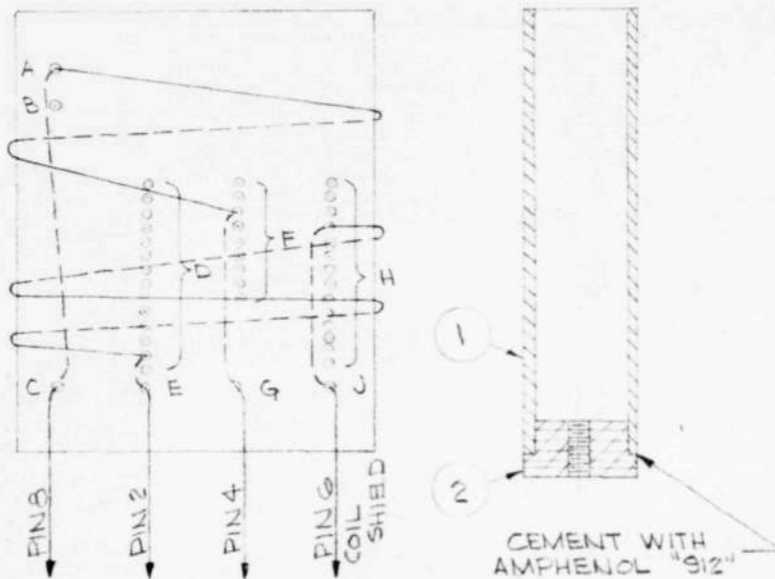 A
B
E
D
H
C
E
G
J
PIN 8
PIN 2
PIN 4
PIN 6
COIL
SHIELD
1
2
CEMENT WITH
AMPHENOL "912"